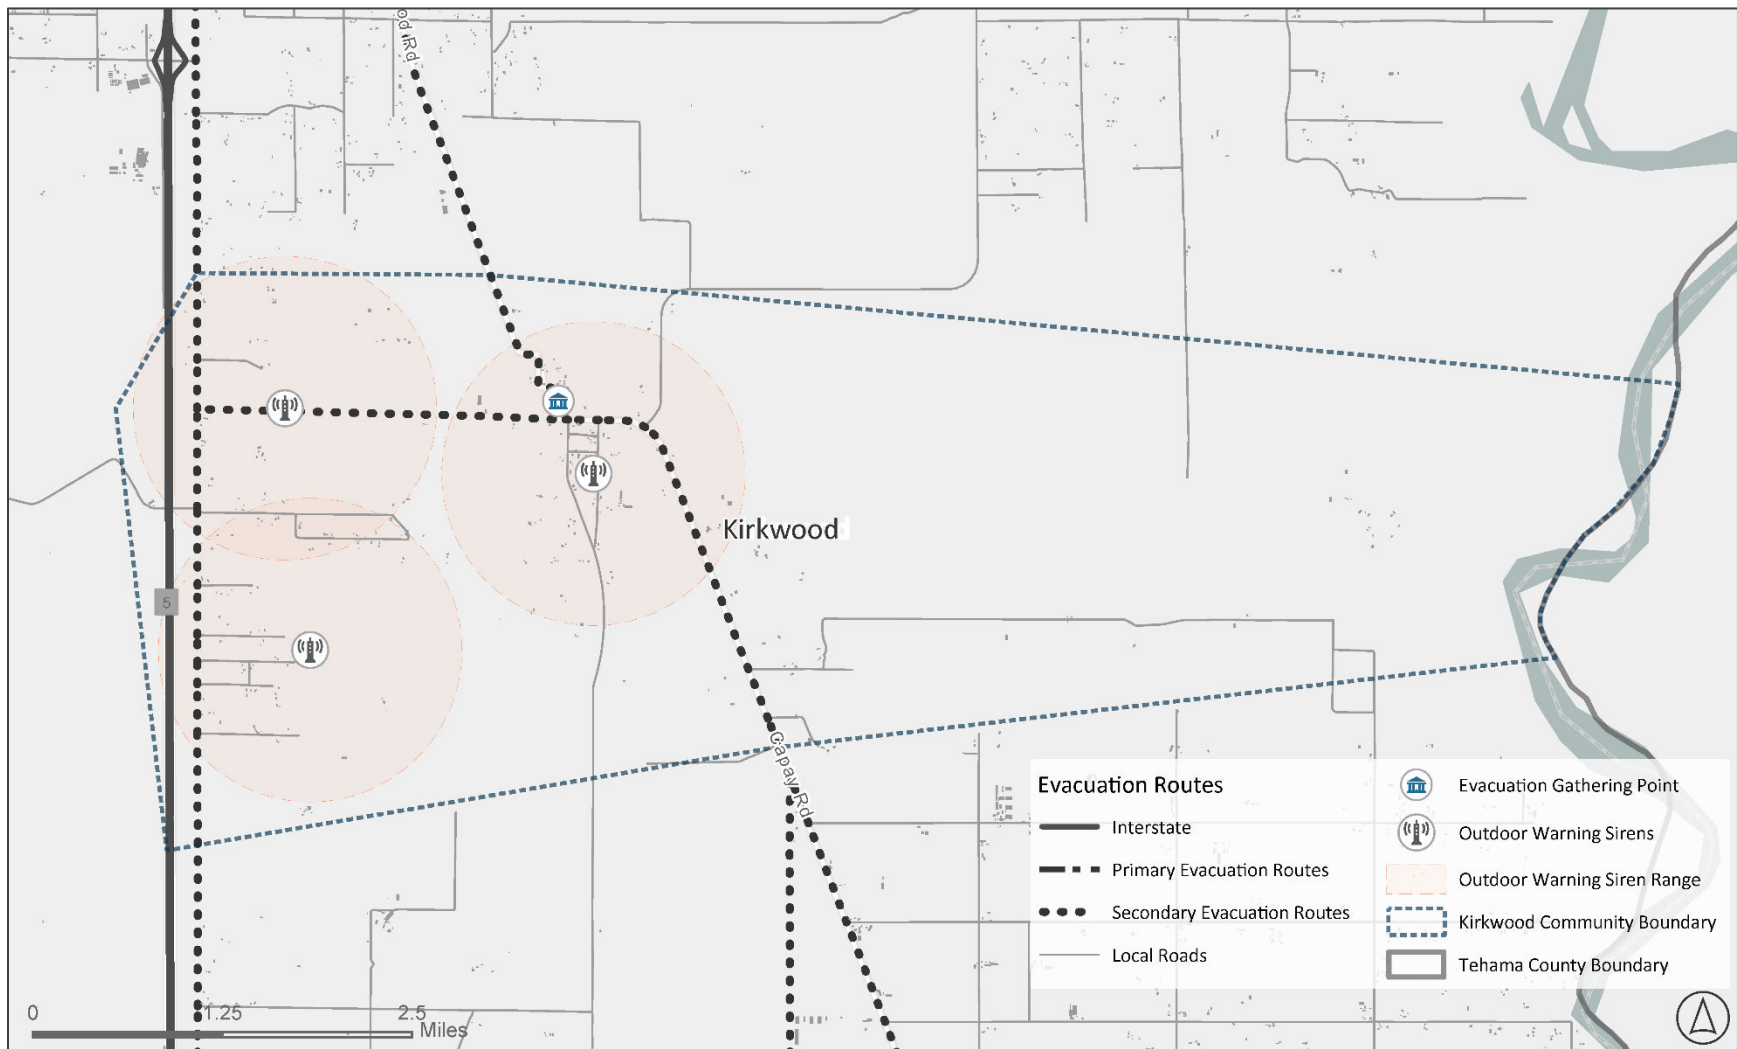 od Rd
Kirkwood
5
Capay Rd
Evacuation Routes
Interstate
Primary Evacuation Routes
Secondary Evacuation Routes
Local Roads
Evacuation Gathering Point
Outdoor Warning Sirens
Outdoor Warning Siren Range
Kirkwood Community Boundary
Tehama County Boundary
0 1.25 2.5
Miles